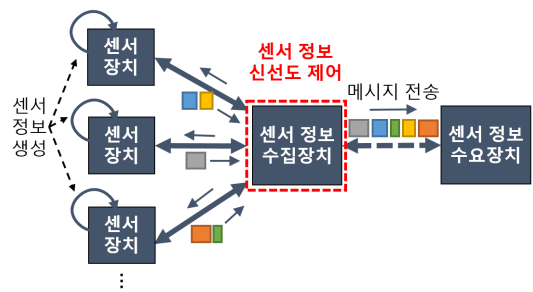 센서
장치
센서 정보
신선도 제어
메시지 전송
센서
정보
생성
센서
장치
센서 정보
수집장치
센서 정보
수요장치
센서
장치
...